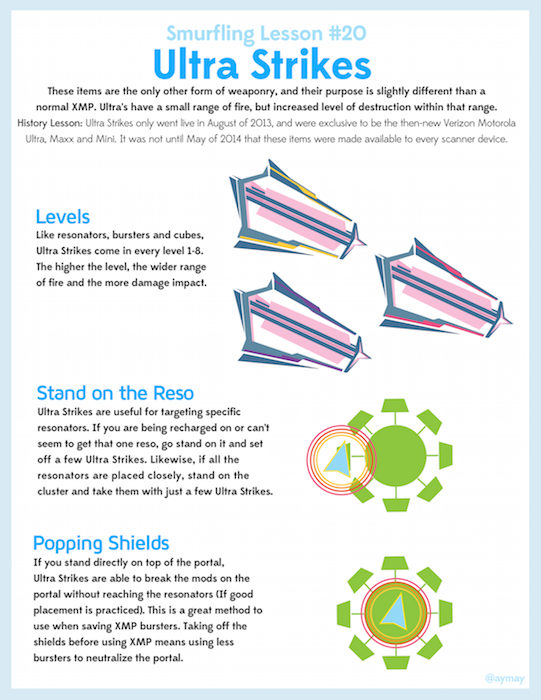 Smurfling Lesson #20
Ultra Strikes
These items are the only other form of weaponry, and their purpose is slightly different than a
normal XMP. Ultra's have a small range of fire, but increased level of destruction within that range.
History Lesson: Ultra Strikes only went live in August of 2013, and were exclusive to be the then-new Verizon Motorola
Ultra, Maxx and Mini. It was not until May of 2014 that these items were made available to every scanner device.
Levels
Like resonators, bursters and cubes,
Ultra Strikes come in every level 1-8.
The higher the level, the wider range
of fire and the more damage impact.
Stand on the Reso
Ultra Strikes are useful for targeting specific
resonators. If you are being recharged on or can't
seem to get that one reso, go stand on it and set
off a few Ultra Strikes. Likewise, if all the
resonators are placed closely, stand on the
cluster and take them with just a few Ultra Strikes.
Popping Shields
If you stand directly on top of the portal,
Ultra Strikes are able to break the mods on the
portal without reaching the resonators (If good
placement is practiced). This is a great method to
use when saving XMP bursters. Taking off the
shields before using XMP means using less
bursters to neutralize the portal.
@aymay